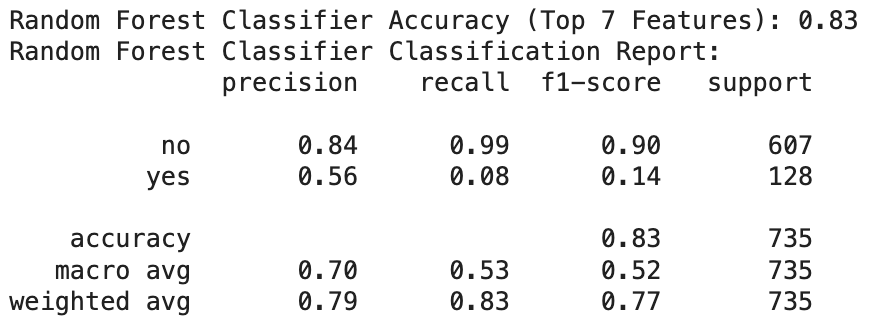 Random Forest Classifier Accuracy (Top 7 Features): 0.83
Random Forest Classifier Classification Report:
precision recall f1-score support
no 0.84 0.99 0.90 607
yes 0.56 0.08 0.14 128
accuracy 0.83 735
macro avg 0.70 0.53 0.52 735
weighted avg 0.79 0.83 0.77 735